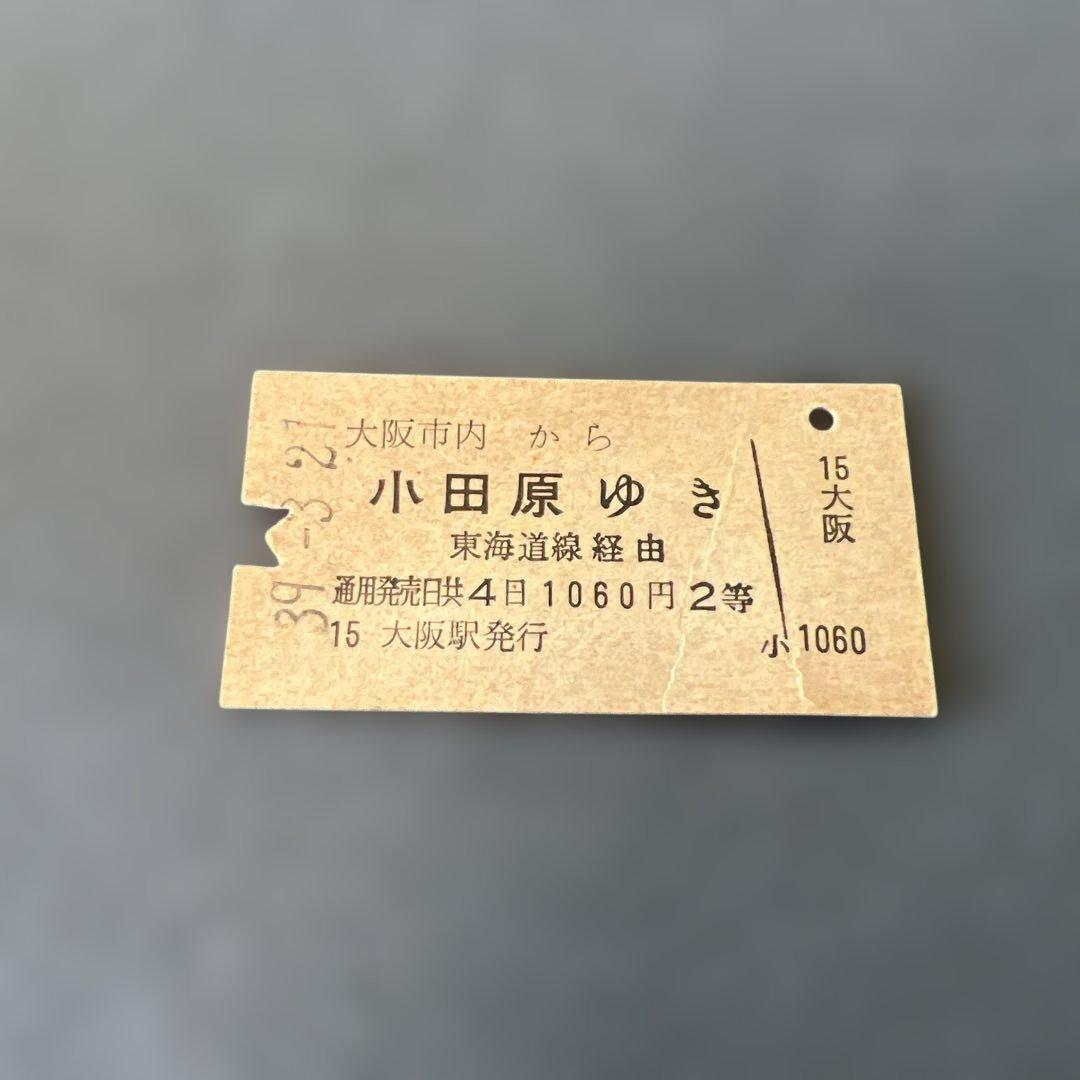 39.-3.21
大阪市内 から
小田原ゆき
東海道線経由
通用発売日共4日 1060円 2等
15 大阪駅発行
15大阪
小 1060